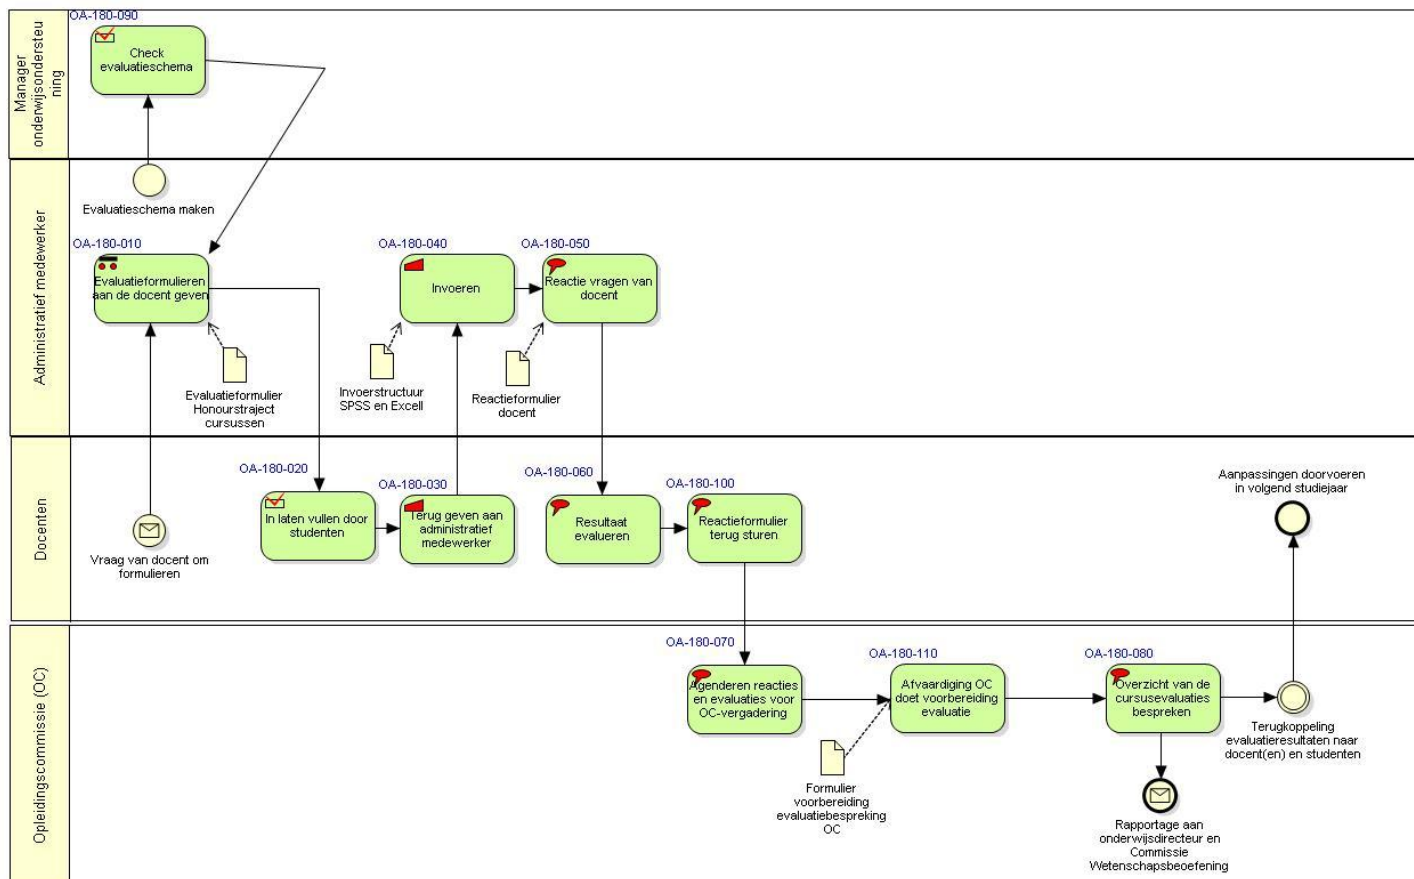 OA-180-090
Manager
onderwijsondersteu
ning
Check
evaluatieschema
Administratief medewerker
Evaluatieschema maken
OA-180-010
Evaluatieformulieren
aan de docent geven
Evaluatieformulier
Honourstraject
cursussen
OA-180-040
Invoeren
Invoerstructuur
SPSS en Excell
OA-180-050
Reactie vragen van
docent
Reactieformulier
docent
Docenten
Vraag van docent om
formulieren
OA-180-020
In laten vullen door
studenten
OA-180-030
Terug geven aan
administratief
medewerker
OA-180-060
Resultaat
evalueren
OA-180-100
Reactieformulier
terug sturen
Aanpassingen doorvoeren
in volgend studiejaar
Opleidingscommissie (OC)
OA-180-070
Agenderen reacties
en evaluaties voor
OC-vergadering
OA-180-110
Afvaardiging OC
doet voorbereiding
evaluatie
Formulier
voorbereiding
evaluatiebespreking
OC
OA-180-080
Overzicht van de
cursusevaluaties
bespreken
Terugkoppeling
evaluatieresultaten naar
docent(en) en studenten
Rapportage aan
onderwijsdirecteur en
Commissie
Wetenschapsbeoefening